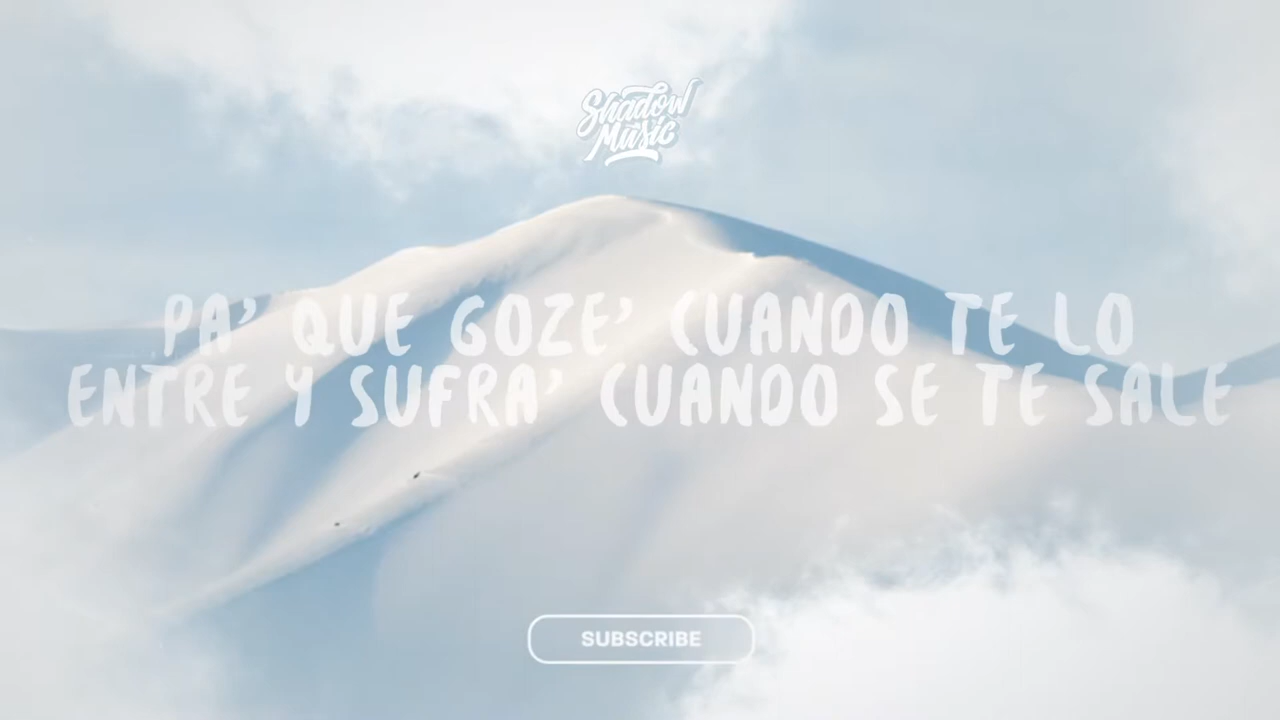 Shadow
Music
PA' QUE GOZE' CUANDO TE LO
ENTRE Y SUFRA' CUANDO SE TE SALE
SUBSCRIBE